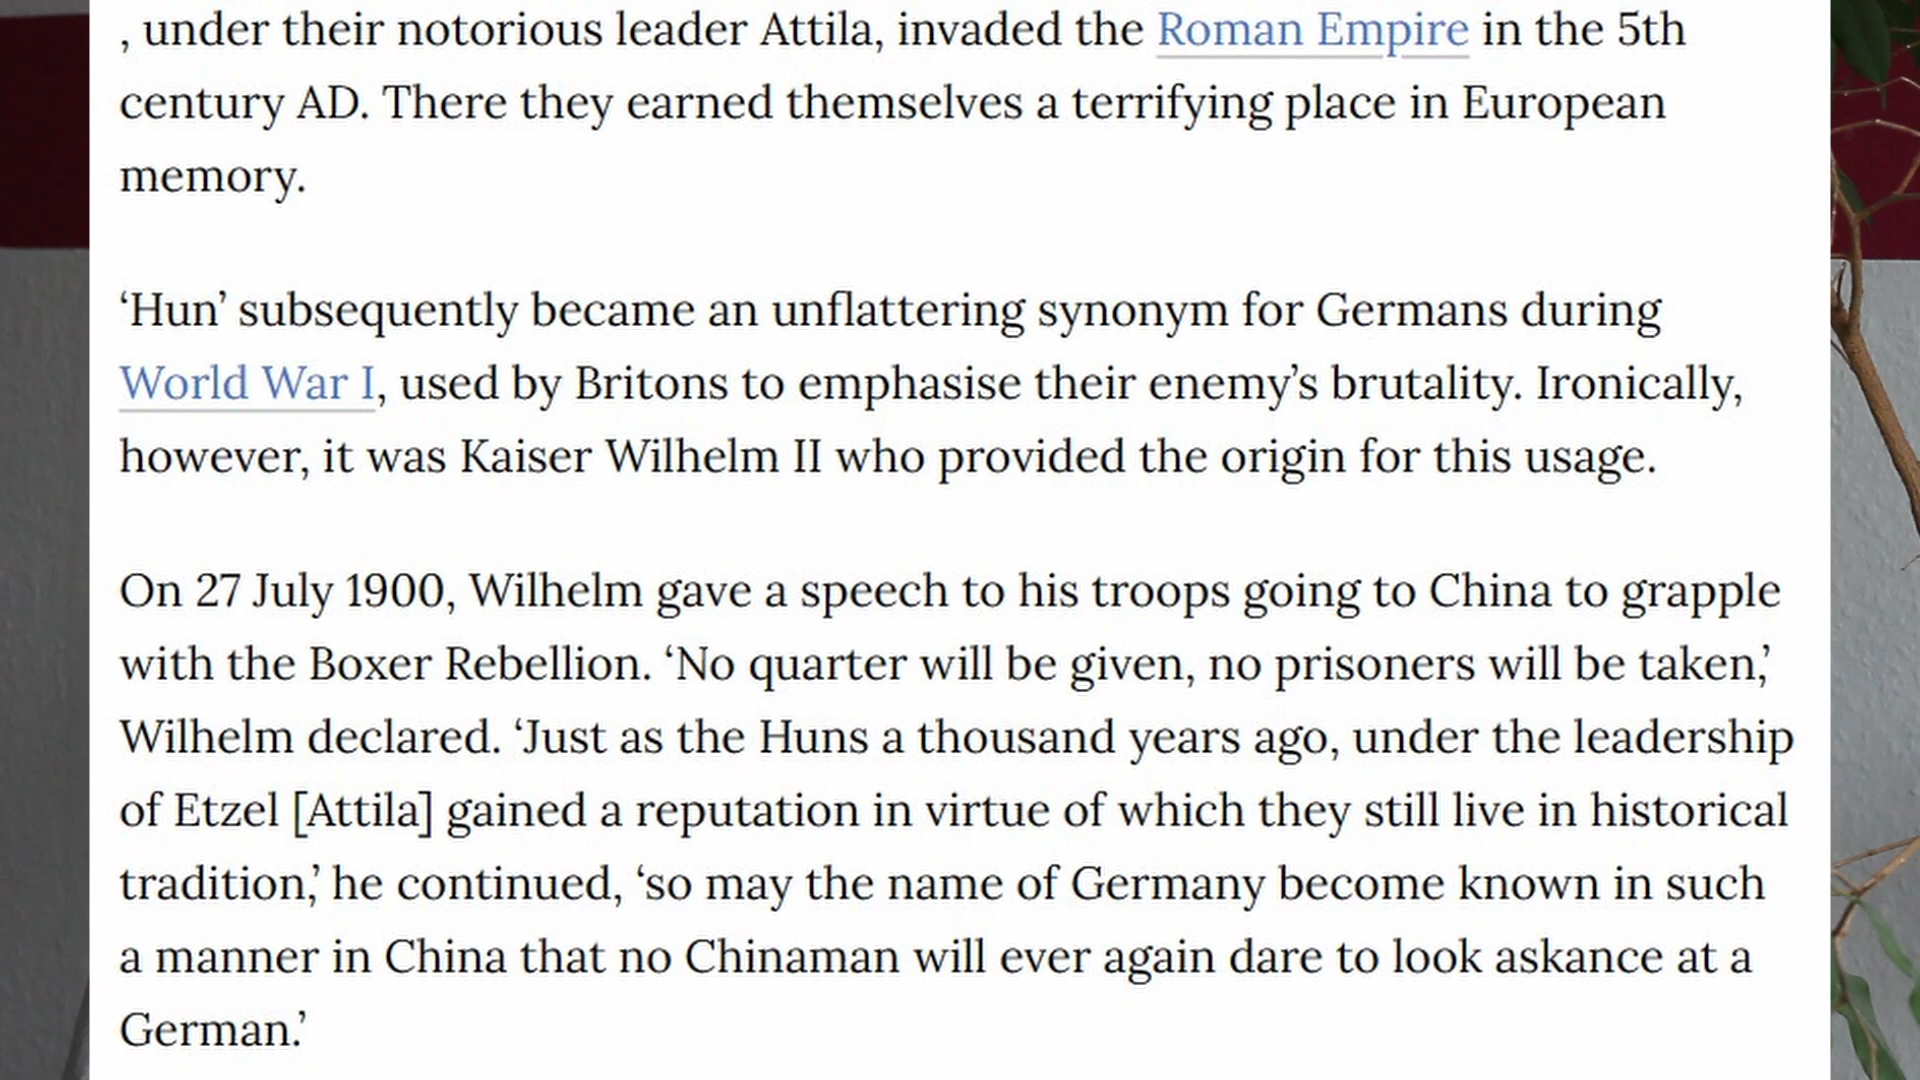 , under their notorious leader Attila, invaded the Roman Empire in the 5th
century AD. There they earned themselves a terrifying place in European
memory.
‘Hun’ subsequently became an unflattering synonym for Germans during
World War I, used by Britons to emphasise their enemy’s brutality. Ironically,
however, it was Kaiser Wilhelm II who provided the origin for this usage.
On 27 July 1900, Wilhelm gave a speech to his troops going to China to grapple
with the Boxer Rebellion. ‘No quarter will be given, no prisoners will be taken,’
Wilhelm declared. ‘Just as the Huns a thousand years ago, under the leadership
of Etzel [Attila] gained a reputation in virtue of which they still live in historical
tradition,’ he continued, ‘so may the name of Germany become known in such
a manner in China that no Chinaman will ever again dare to look askance at a
German.’